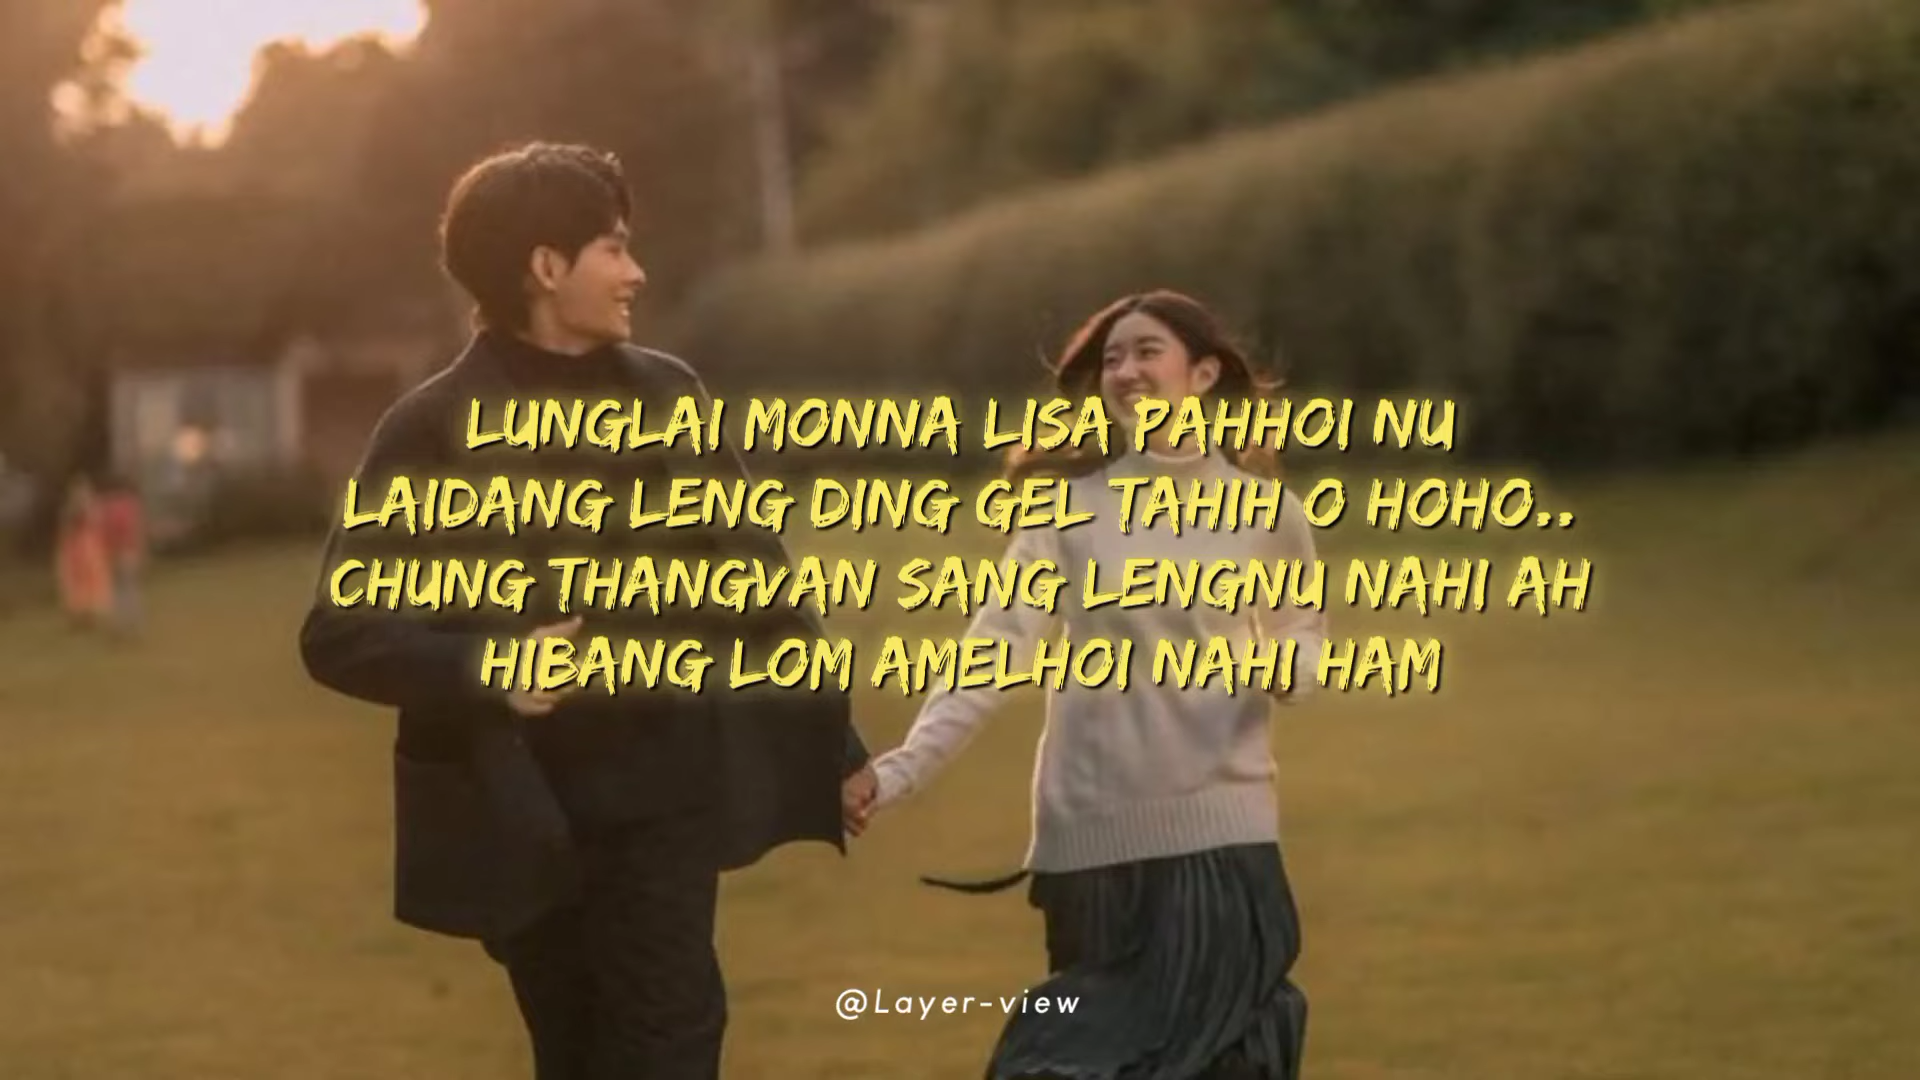 LUNGLAI MONNA LISA PAHHOI NU
LAIDANG LENG DING GEL TAHIH O HOHO..
CHUNG THANGVAN SANG LENGNU NAHI AH
HIBANG LOM AMELHOI NAHI HAM
@Layer-view